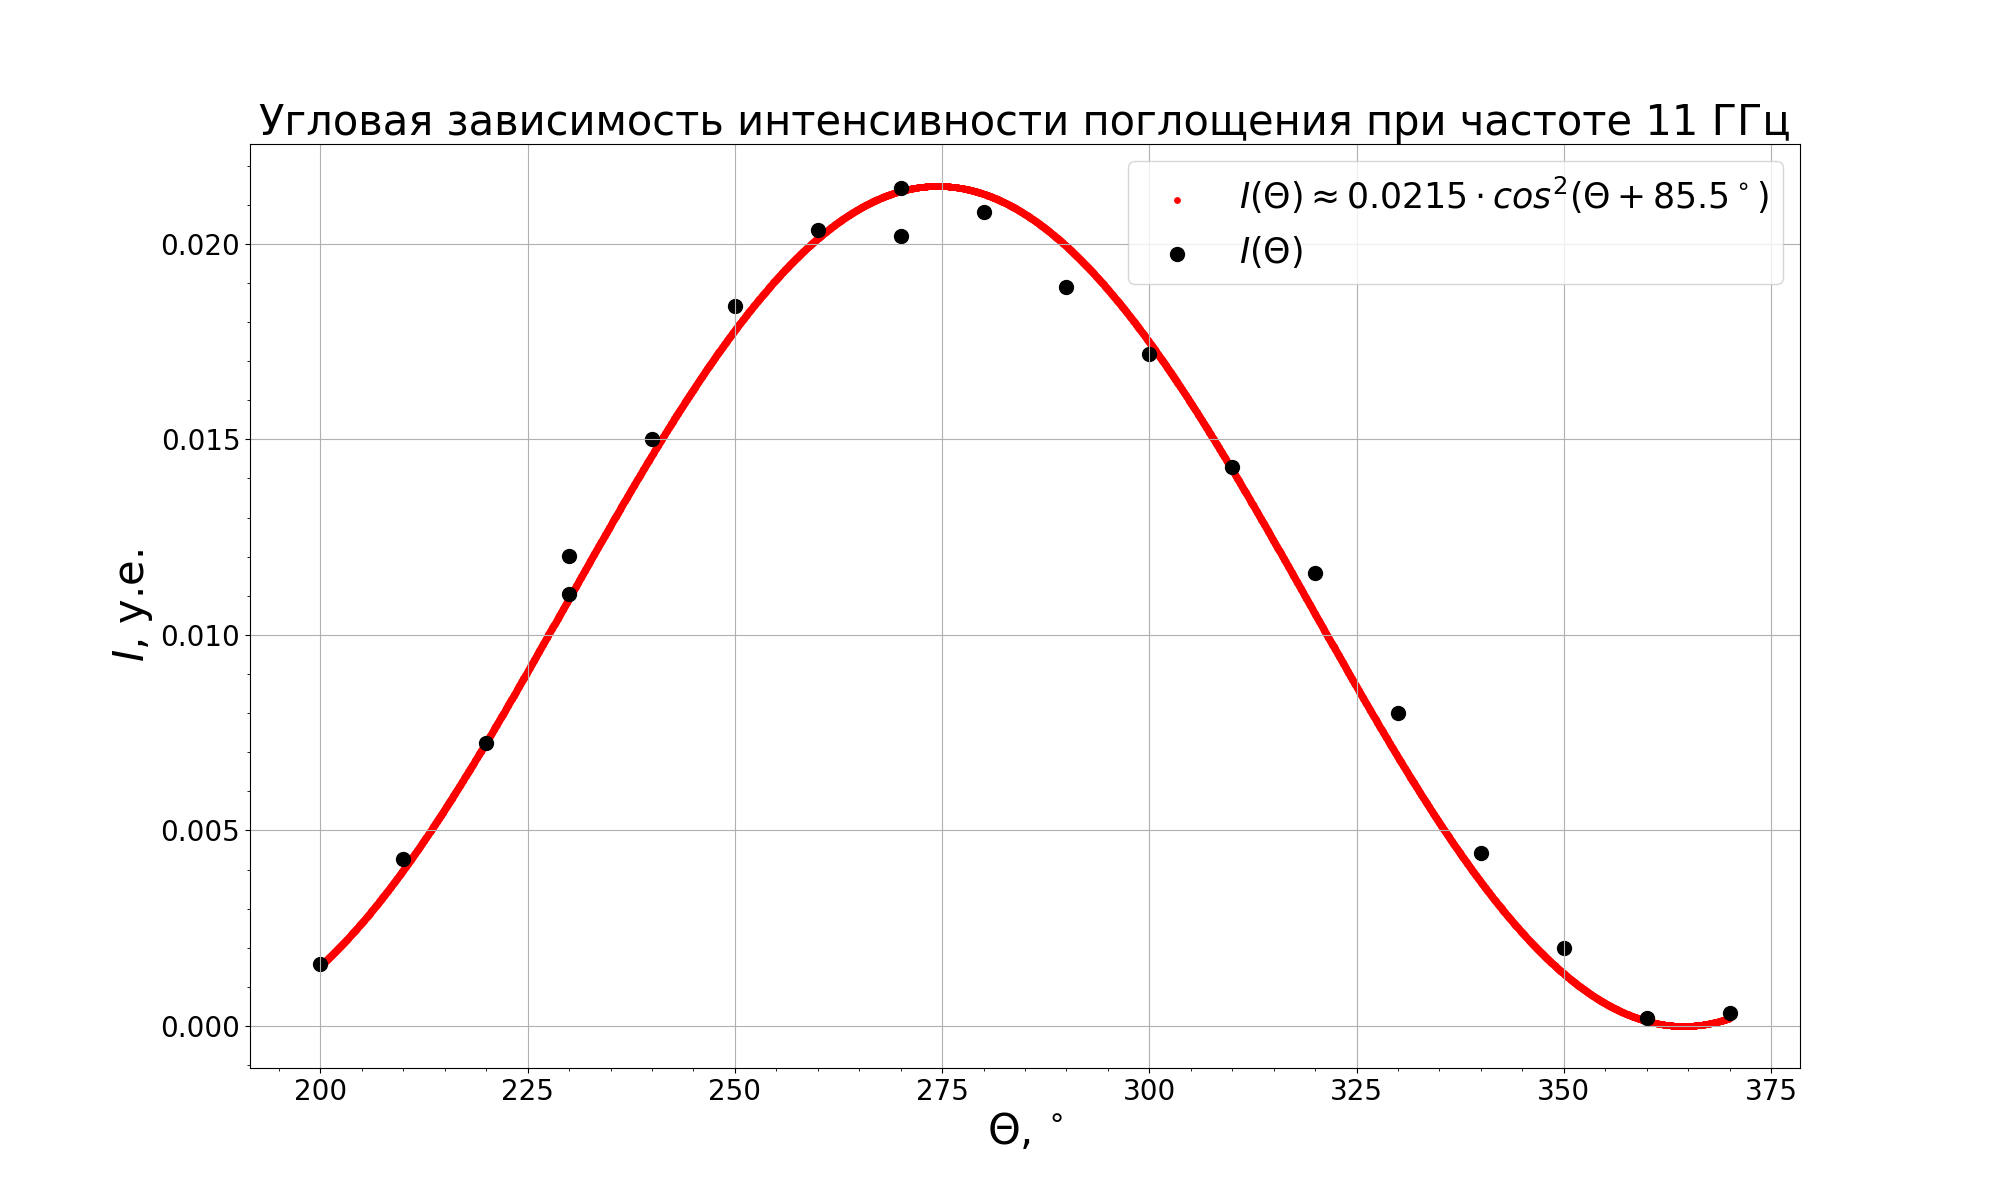 Угловая зависимость интенсивности поглощения при частоте 11 ГГц
I(Θ) ≈ 0.0215 · cos²(Θ + 85.5°)
I(Θ)
0.020
0.015
0.010
0.005
0.000
I, у.е.
200 225 250 275 300 325 350 375
Θ, °